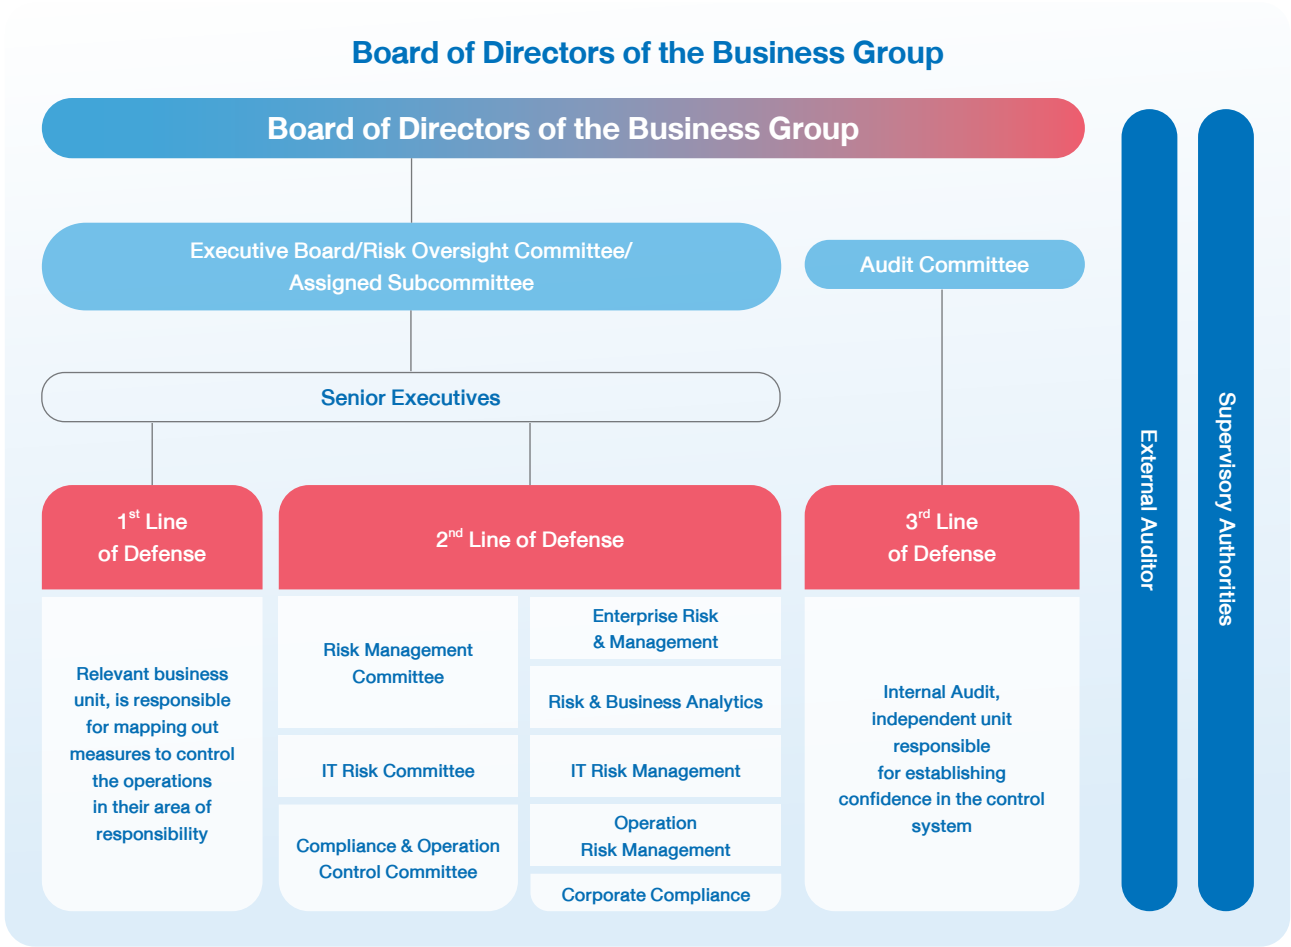 Board of Directors of the Business Group
Board of Directors of the Business Group
Executive Board/Risk Oversight Committee/
Assigned Subcommittee
Audit Committee
Senior Executives
1st Line
of Defense
Relevant business
unit, is responsible
for mapping out
measures to control
the operations
in their area of
responsibility
2nd Line of Defense
Risk Management
Committee
IT Risk Committee
Compliance & Operation
Control Committee
Enterprise Risk
& Management
Risk & Business Analytics
IT Risk Management
Operation
Risk Management
Corporate Compliance
3rd Line
of Defense
Internal Audit,
independent unit
responsible
for establishing
confidence in the control
system
External Auditor
Supervisory Authorities